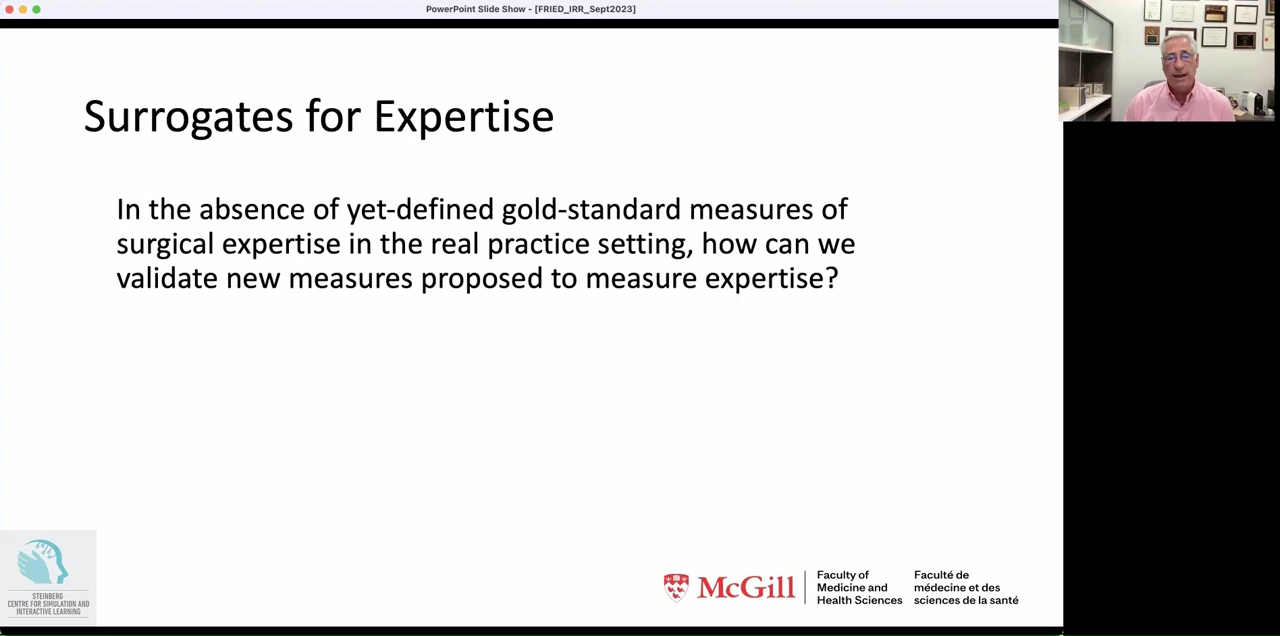 PowerPoint Slide Show - [FRIED_IRR_Sept2023]
Surrogates for Expertise
In the absence of yet-defined gold-standard measures of
surgical expertise in the real practice setting, how can we
validate new measures proposed to measure expertise?
STEINBERG
CENTRE FOR SIMULATION AND
INTERACTIVE LEARNING
McGill
Faculty of
Medicine and
Health Sciences
Faculté de
médecine et des
sciences de la santé